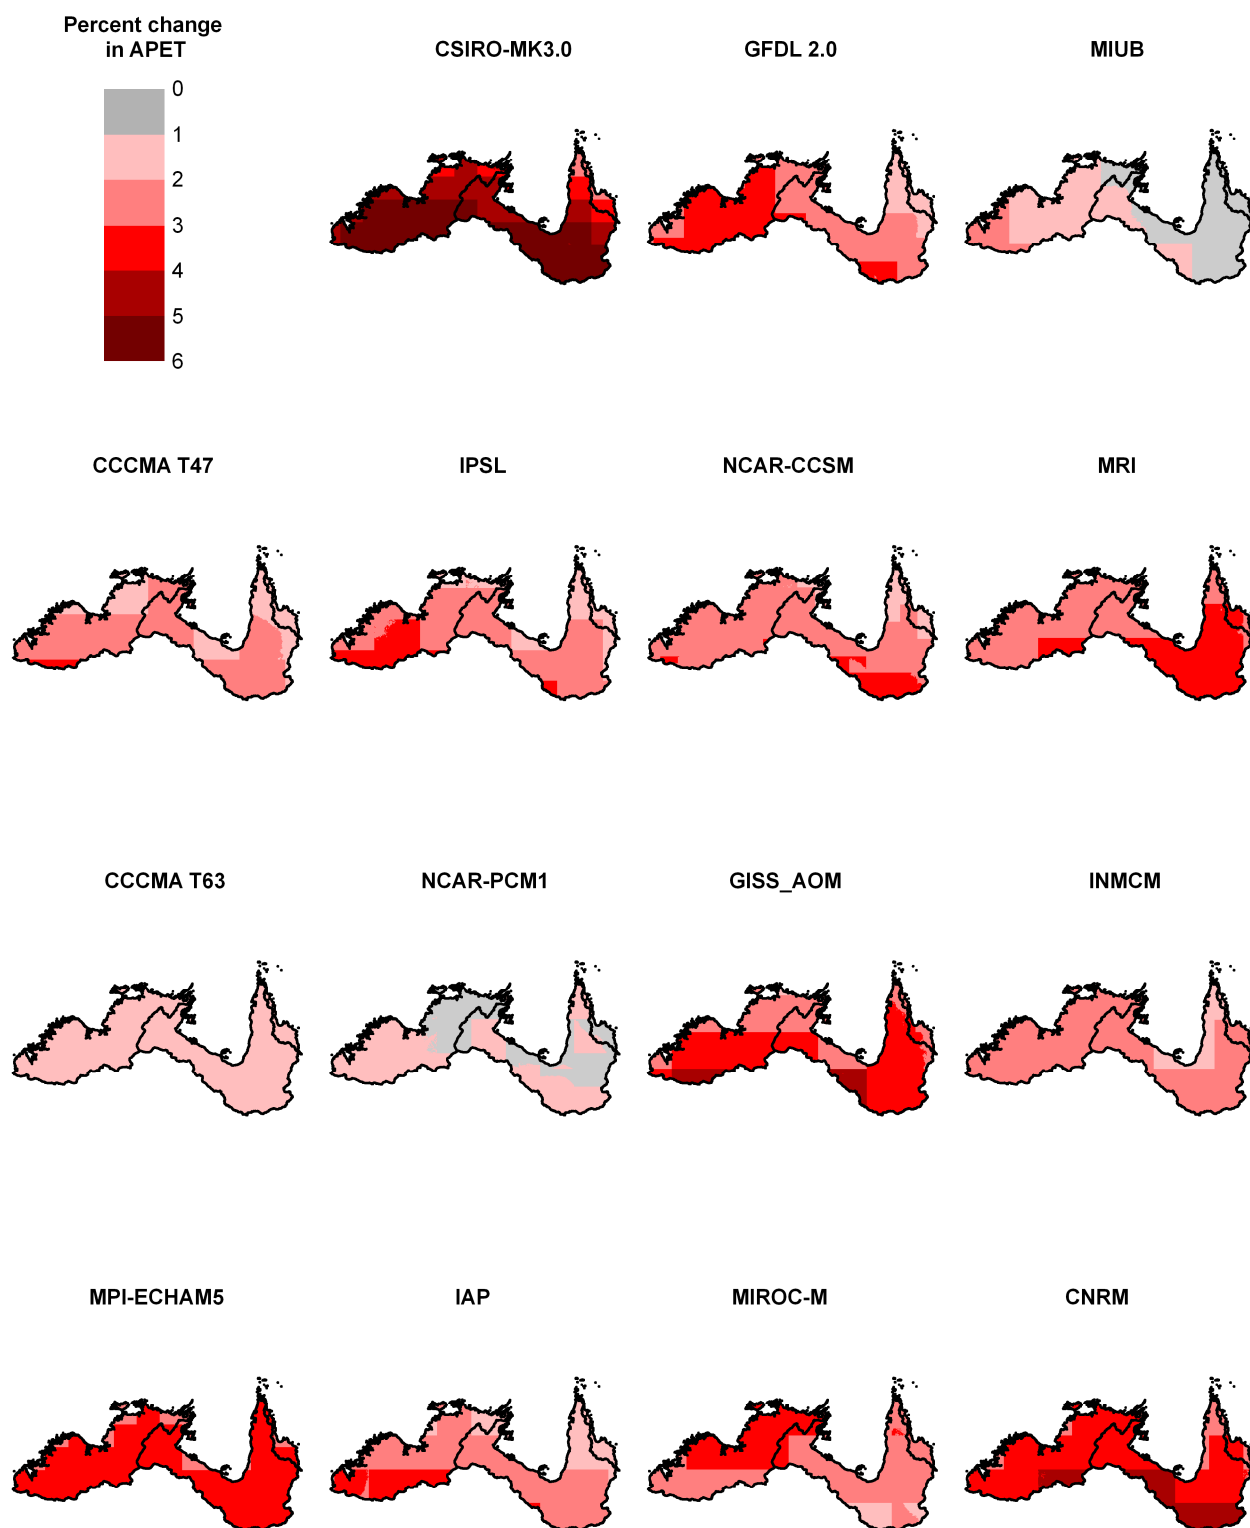 Percent change
in APET
0
1
2
3
4
5
6
CSIRO-MK3.0
GFDL 2.0
MIUB
CCCMA T47
IPSL
NCAR-CCSM
MRI
CCCMA T63
NCAR-PCM1
GISS_AOM
INMCM
MPI-ECHAM5
IAP
MIROC-M
CNRM